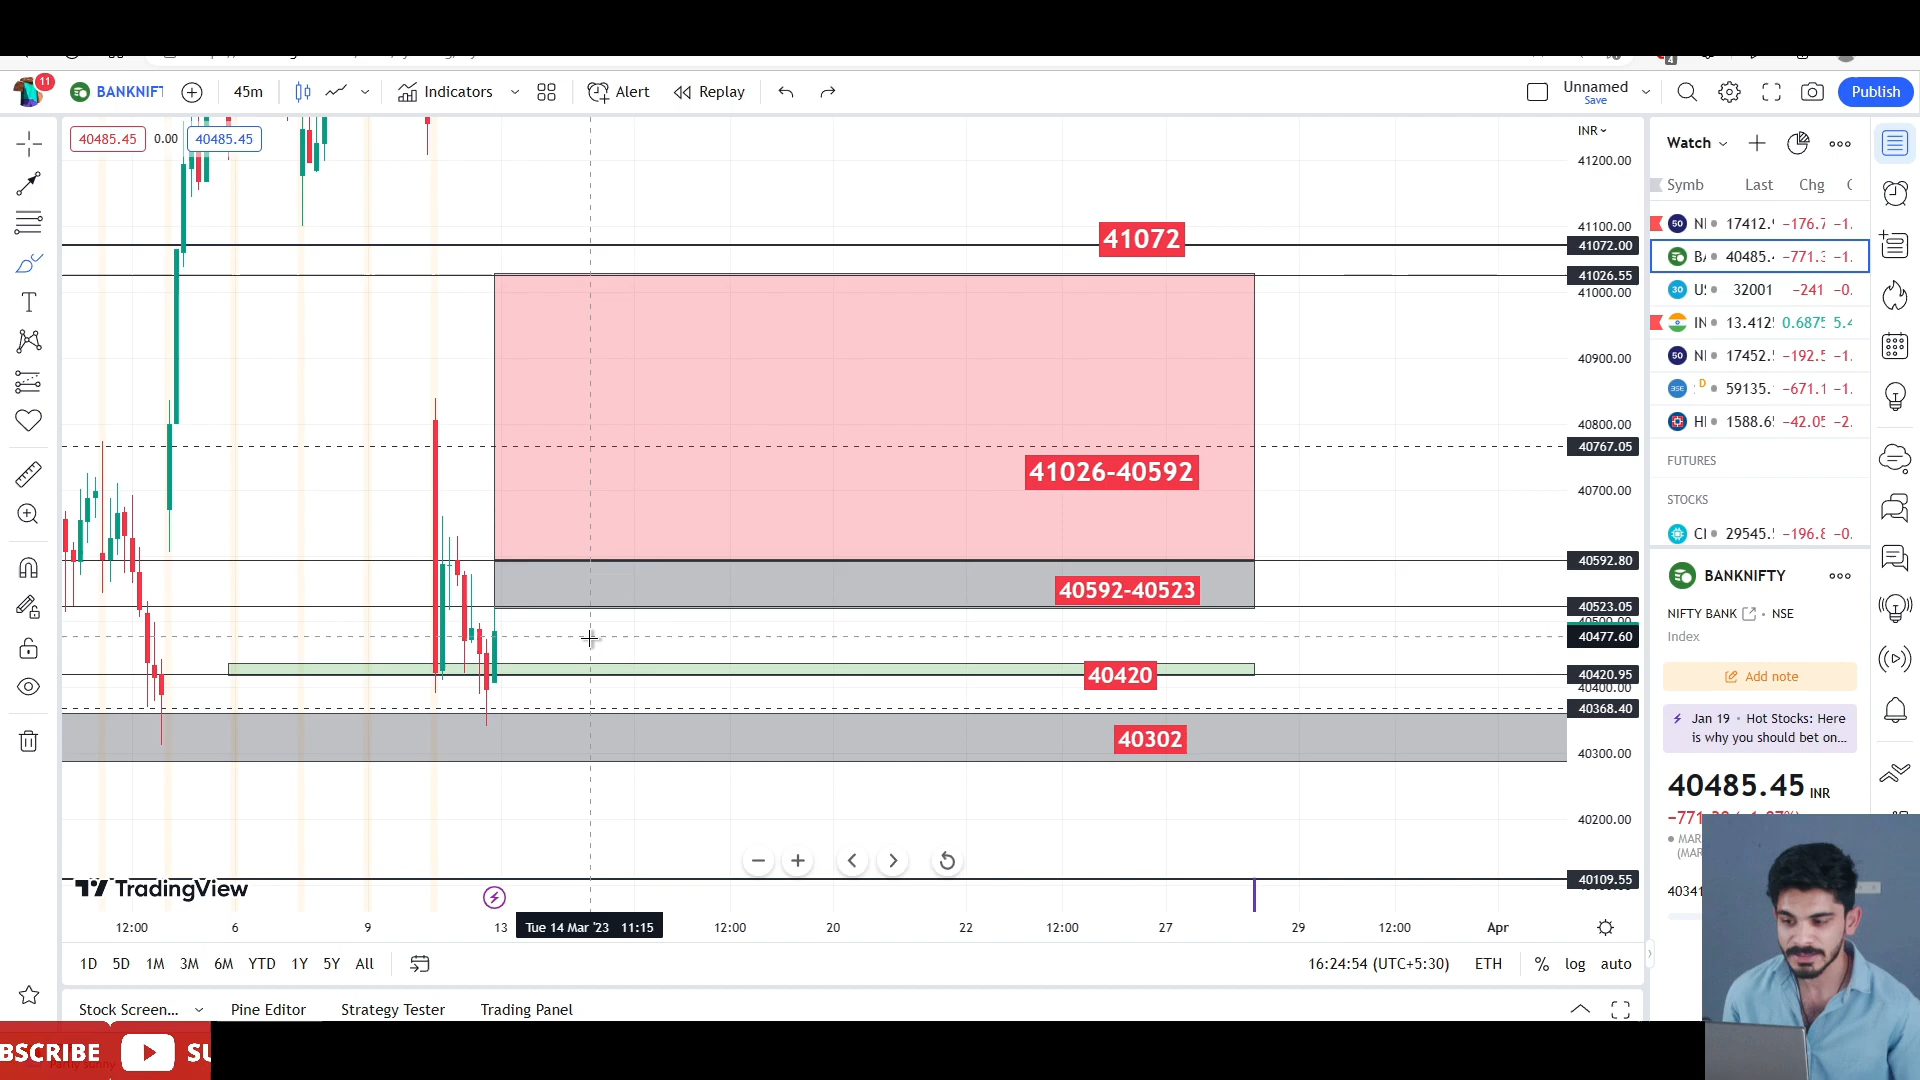 11
BANKNIFT
45m
Indicators
Alert
Replay
Unnamed
Save
Publish
4
40485.45
0.00
40485.45
INR
41200.00
41100.00
41072.00
41026.55
41000.00
40900.00
40800.00
40767.05
40700.00
40592.80
40523.05
40477.60
40420.95
40400.00
40368.40
40300.00
40200.00
40109.55
41072
41026-40592
40592-40523
40420
40302
TradingView
12:00
6
9
13
Tue 14 Mar '23 11:15
12:00
20
22
12:00
27
29
12:00
Apr
1D
5D
1M
3M
6M
YTD
1Y
5Y
All
16:24:54 (UTC+5:30)
ETH
%
log
auto
Stock Screen...
Pine Editor
Strategy Tester
Trading Panel
Watch
Symb
Last
Chg
50 NI 17412. −176.7 −1.
BA 40485. −771.3 −1.
30 US 32001 −241 −0.
IN 13.412 0.6875 5.4
50 NI 17452. −192.5 −1.
BSE D 59135. −671.1 −1.
HI 1588.6 −42.05 −2.
FUTURES
STOCKS
CI 29545. −196.8 −0.
BANKNIFTY
NIFTY BANK · NSE
Index
Add note
Jan 19 · Hot Stocks: Here
is why you should bet on...
40485.45 INR
−771
MAR
(MAR
40341
BSCRIBE
SU